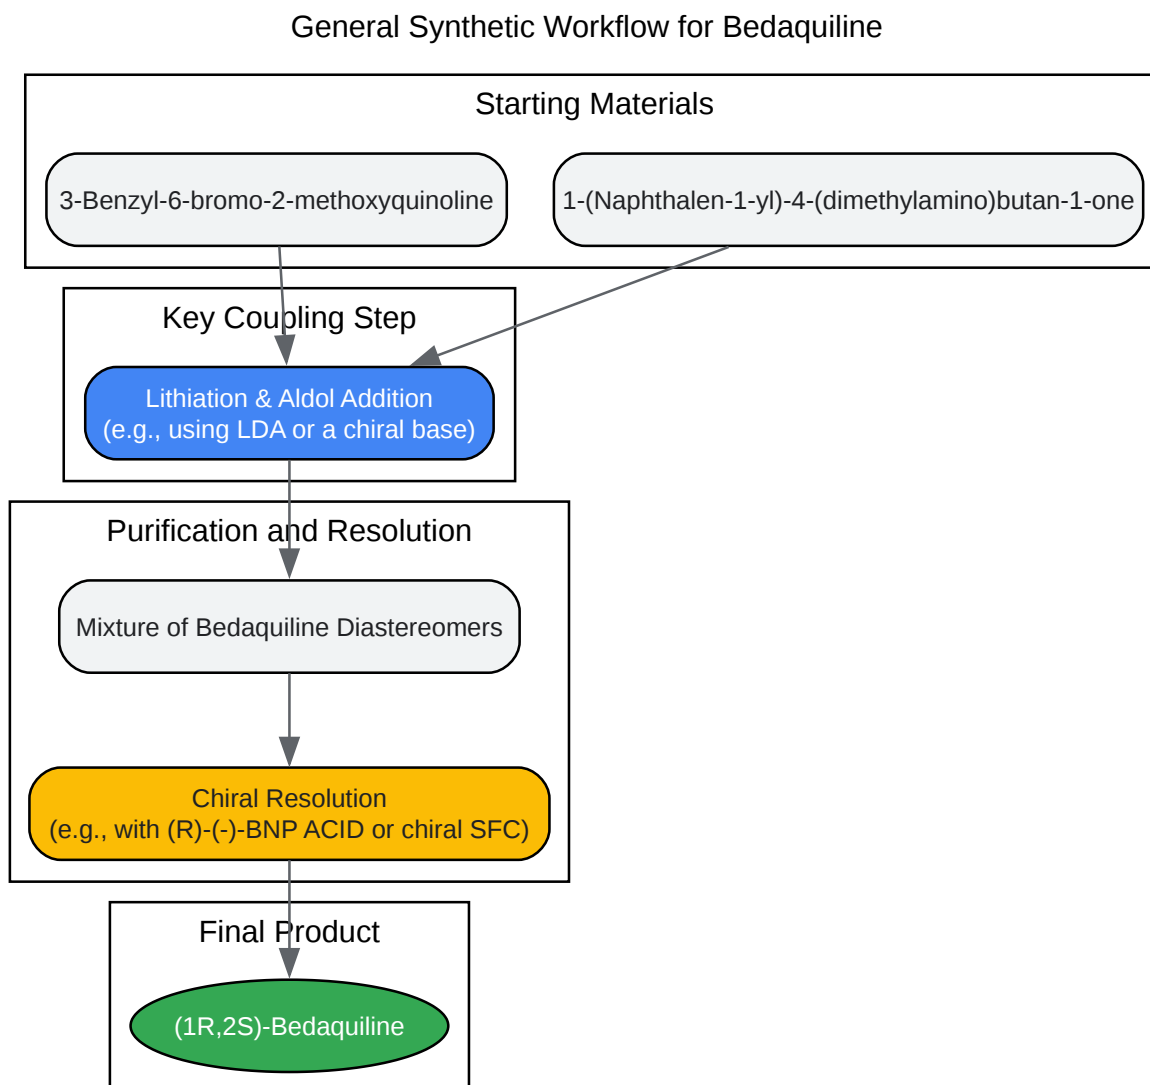 General Synthetic Workflow for Bedaquiline
Starting Materials
3-Benzyl-6-bromo-2-methoxyquinoline
1-(Naphthalen-1-yl)-4-(dimethylamino)butan-1-one
Key Coupling Step
Lithiation & Aldol Addition
(e.g., using LDA or a chiral base)
Purification and Resolution
Mixture of Bedaquiline Diastereomers
Chiral Resolution
(e.g., with (R)-(-)-BNP ACID or chiral SFC)
Final Product
(1R,2S)-Bedaquiline